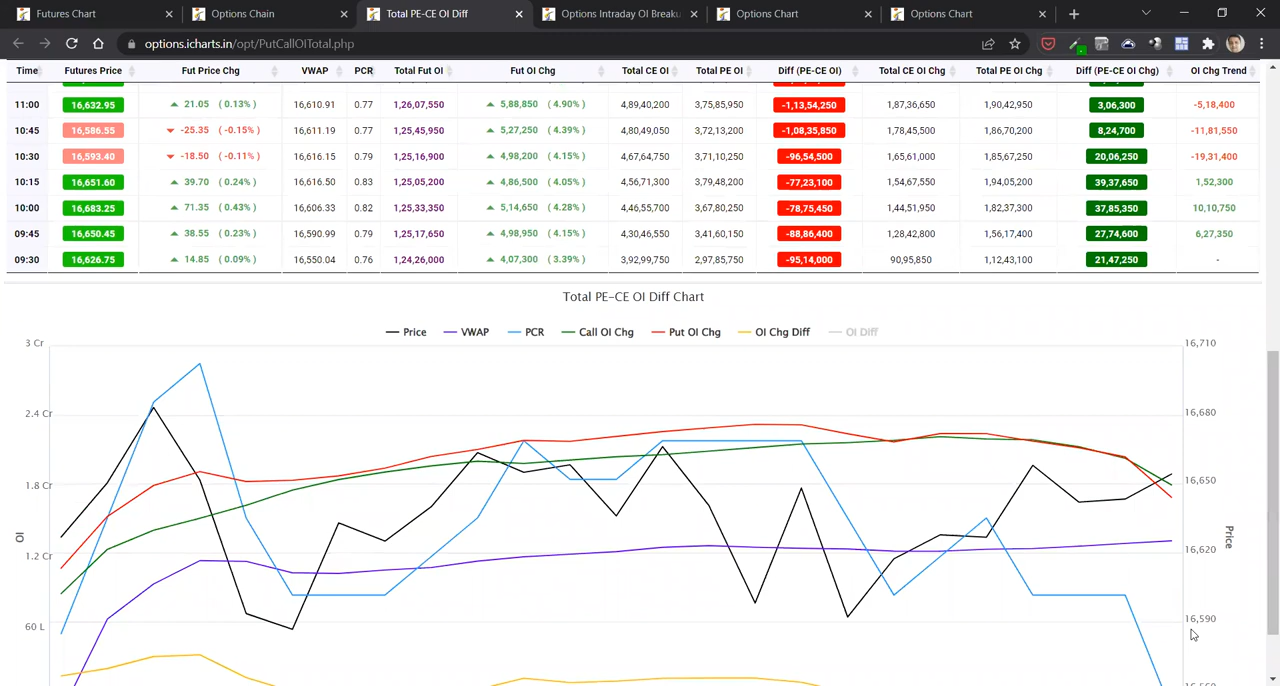 Futures Chart Options Chain Total PE-CE OI Diff Options Intraday OI Breaku Options Chart Options Chart
options.icharts.in/opt/PutCallOITotal.php
Time Futures Price Fut Price Chg VWAP PCR Total Fut OI Fut OI Chg Total CE OI Total PE OI Diff (PE-CE OI) Total CE OI Chg Total PE OI Chg Diff (PE-CE OI Chg) OI Chg Trend
11:00 16,632.95 21.05 (0.13%) 16,610.91 0.77 1,26,07,550 5,88,850 (4.90%) 4,89,40,200 3,75,85,950 -1,13,54,250 1,87,36,650 1,90,42,950 3,06,300 -5,18,400
10:45 16,586.55 -25.35 (-0.15%) 16,611.19 0.77 1,25,45,950 5,27,250 (4.39%) 4,80,49,050 3,72,13,200 -1,08,35,850 1,78,45,500 1,86,70,200 8,24,700 -11,81,550
10:30 16,593.40 -18.50 (-0.11%) 16,616.15 0.79 1,25,16,900 4,98,200 (4.15%) 4,67,64,750 3,71,10,250 -96,54,500 1,65,61,000 1,85,67,250 20,06,250 -19,31,400
10:15 16,651.60 39.70 (0.24%) 16,616.50 0.83 1,25,05,200 4,86,500 (4.05%) 4,56,71,300 3,79,48,200 -77,23,100 1,54,67,550 1,94,05,200 39,37,650 1,52,300
10:00 16,683.25 71.35 (0.43%) 16,606.33 0.82 1,25,33,350 5,14,650 (4.28%) 4,46,55,700 3,67,80,250 -78,75,450 1,44,51,950 1,82,37,300 37,85,350 10,10,750
09:45 16,650.45 38.55 (0.23%) 16,590.99 0.79 1,25,17,650 4,98,950 (4.15%) 4,30,46,550 3,41,60,150 -88,86,400 1,28,42,800 1,56,17,400 27,74,600 6,27,350
09:30 16,626.75 14.85 (0.09%) 16,550.04 0.76 1,24,26,000 4,07,300 (3.39%) 3,92,99,750 2,97,85,750 -95,14,000 90,95,850 1,12,43,100 21,47,250 -
Total PE-CE OI Diff Chart
Price VWAP PCR Call OI Chg Put OI Chg OI Chg Diff OI Diff
3 Cr 16,710
2.4 Cr 16,680
1.8 Cr 16,650
OI Price
1.2 Cr 16,620
60 L 16,590